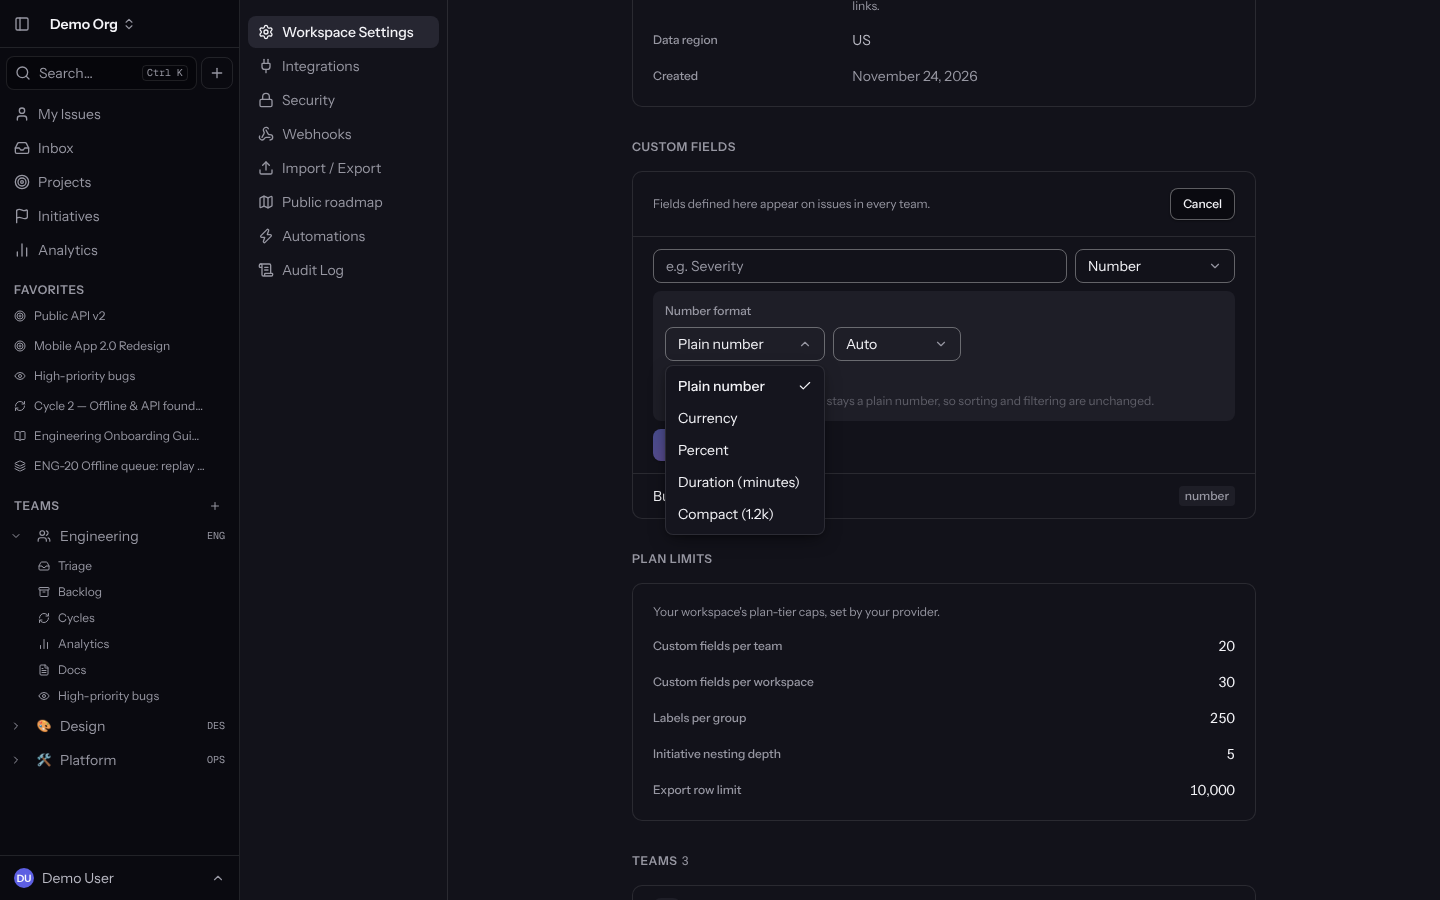 Demo Org
Search...
Ctrl K
My Issues
Inbox
Projects
Initiatives
Analytics
FAVORITES
Public API v2
Mobile App 2.0 Redesign
High-priority bugs
Cycle 2 — Offline & API found...
Engineering Onboarding Gui...
ENG-20 Offline queue: replay ...
TEAMS
Engineering
ENG
Triage
Backlog
Cycles
Analytics
Docs
High-priority bugs
Design
DES
Platform
OPS
DU
Demo User
Workspace Settings
Integrations
Security
Webhooks
Import / Export
Public roadmap
Automations
Audit Log
links.
Data region
US
Created
November 24, 2026
CUSTOM FIELDS
Fields defined here appear on issues in every team.
Cancel
e.g. Severity
Number
Number format
Plain number
Auto
Plain number
Currency
Percent
Duration (minutes)
Compact (1.2k)
stays a plain number, so sorting and filtering are unchanged.
number
PLAN LIMITS
Your workspace's plan-tier caps, set by your provider.
Custom fields per team
20
Custom fields per workspace
30
Labels per group
250
Initiative nesting depth
5
Export row limit
10,000
TEAMS 3